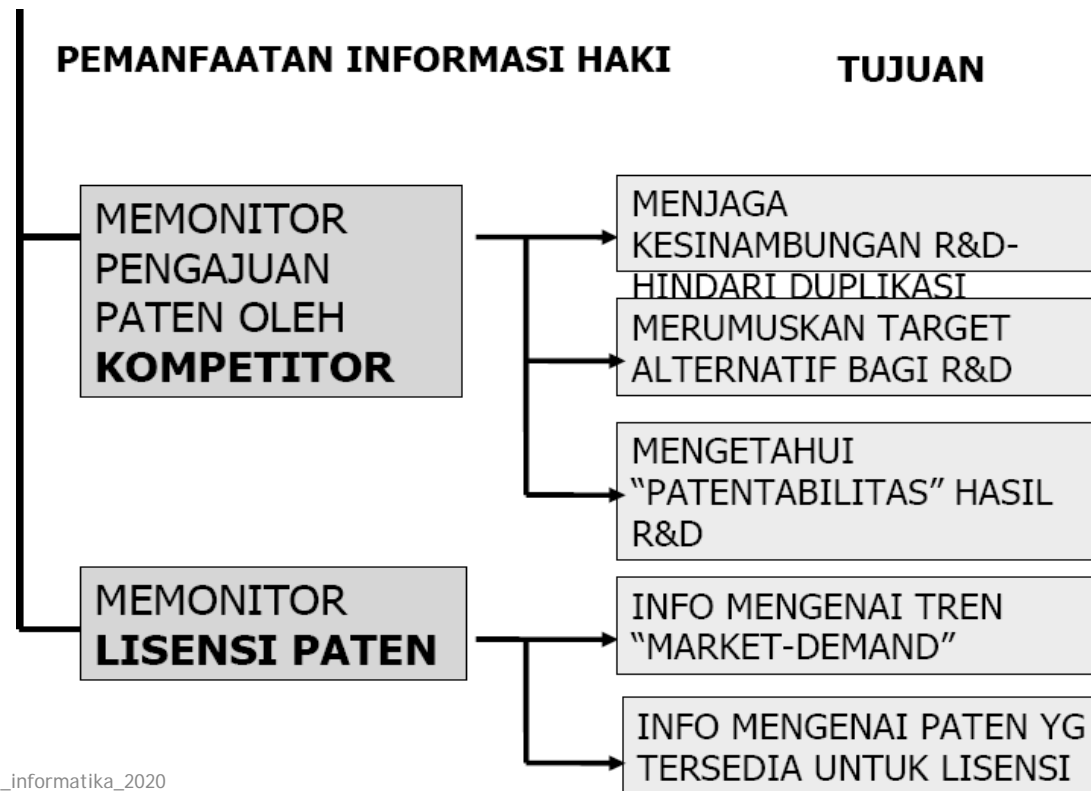 PEMANFAATAN INFORMASI HAKI
TUJUAN
MEMONITOR
PENGAJUAN
PATEN OLEH
KOMPETITOR
MENJAGA
KESINAMBUNGAN R&D-
HINDARI DUPLIKASI
MERUMUSKAN TARGET
ALTERNATIF BAGI R&D
MENGETAHUI
“PATENTABILITAS” HASIL
R&D
MEMONITOR
LISENSI PATEN
INFO MENGENAI TREN
“MARKET-DEMAND”
INFO MENGENAI PATEN YG
TERSEDIA UNTUK LISENSI
_informatika_2020